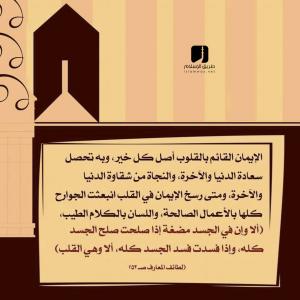 طريق الإسلام
islamway.net
الإيمان القائم بالقلوب أصل كل خير، وبه تحصل
سعادة الدنيا والآخرة، والنجاة من شقاوة الدنيا
والآخرة، ومتى رسخ الإيمان في القلب انبعثت الجوارح
كلها بالأعمال الصالحة، واللسان بالكلام الطيب،
(ألا وإن في الجسد مضغة إذا صلحت صلح الجسد
كله، وإذا فسدت فسد الجسد كله، ألا وهي القلب)
(لطائف المعارف صـ ٢٥٣)